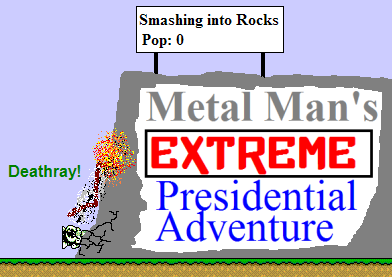 Smashing into Rocks
Pop: 0
Metal Man's
EXTREME
Deathray!
Presidential
Adventure